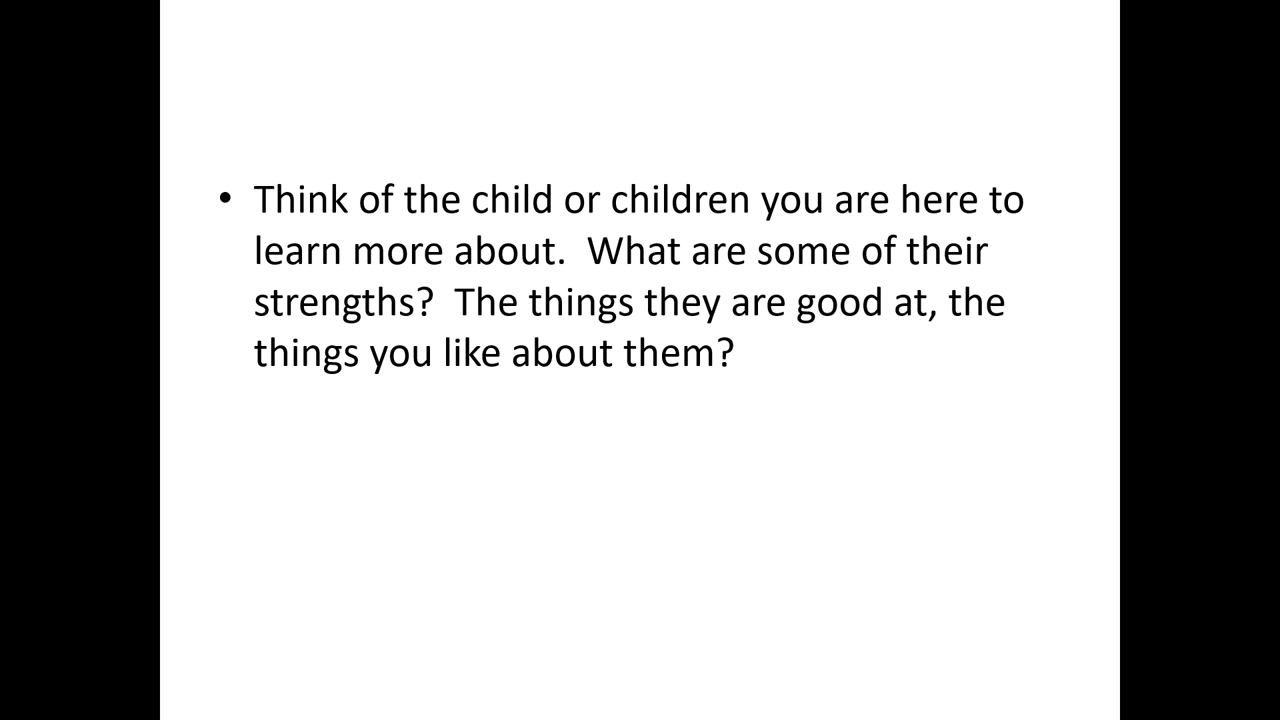 • Think of the child or children you are here to
learn more about.  What are some of their
strengths?  The things they are good at, the
things you like about them?